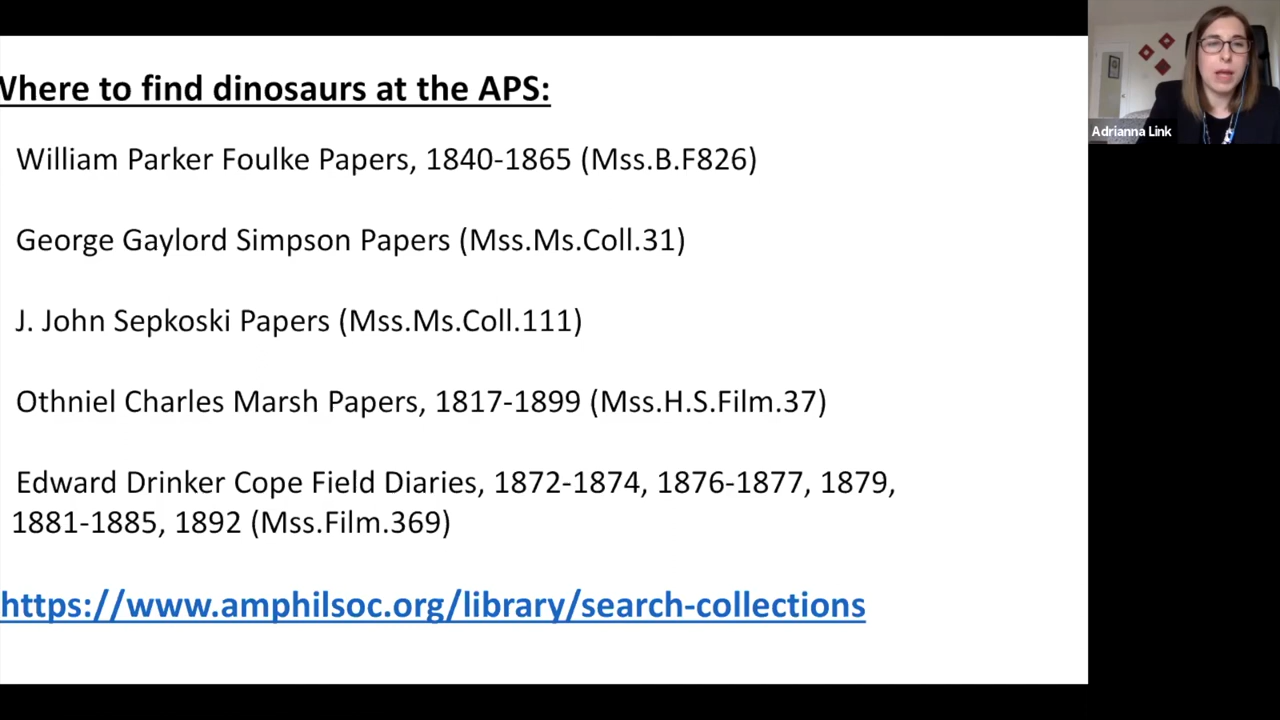 Where to find dinosaurs at the APS:
William Parker Foulke Papers, 1840-1865 (Mss.B.F826)
George Gaylord Simpson Papers (Mss.Ms.Coll.31)
J. John Sepkoski Papers (Mss.Ms.Coll.111)
Othniel Charles Marsh Papers, 1817-1899 (Mss.H.S.Film.37)
Edward Drinker Cope Field Diaries, 1872-1874, 1876-1877, 1879,
1881-1885, 1892 (Mss.Film.369)
https://www.amphilsoc.org/library/search-collections
Adrianna Link